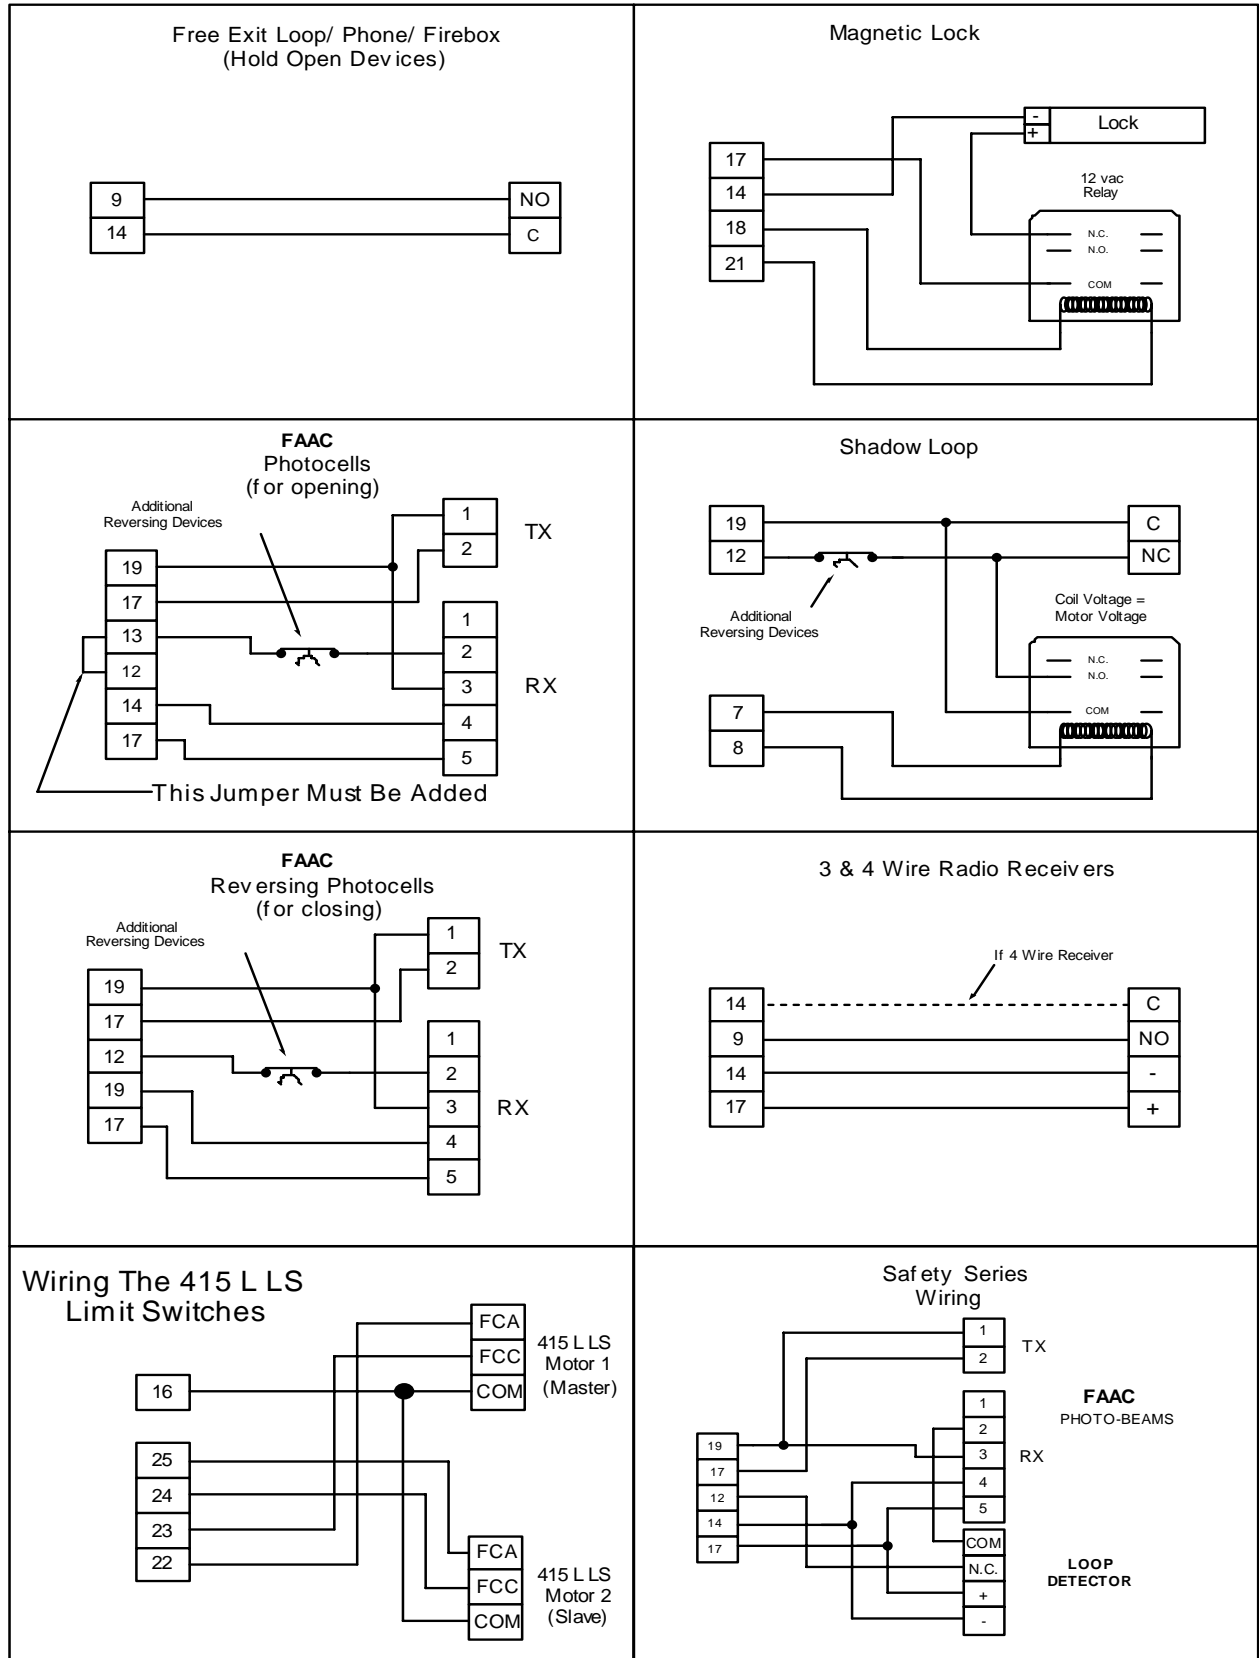 Free Exit Loop/ Phone/ Firebox
(Hold Open Devices)
9
14
NO
C
Magnetic Lock
-
+
Lock
17
14
18
21
12 vac
Relay
N.C.
N.O.
COM
FAAC
Photocells
(for opening)
Additional
Reversing Devices
19
17
13
12
14
17
1
2
TX
1
2
3
4
5
RX
This Jumper Must Be Added
Shadow Loop
19
12
C
NC
Additional
Reversing Devices
Coil Voltage =
Motor Voltage
N.C.
N.O.
COM
7
8
FAAC
Reversing Photocells
(for closing)
Additional
Reversing Devices
19
17
12
19
17
1
2
TX
1
2
3
4
5
RX
3 & 4 Wire Radio Receivers
If 4 Wire Receiver
14
9
14
17
C
NO
-
+
Wiring The 415 L LS
Limit Switches
16
25
24
23
22
FCA
FCC
COM
415 L LS
Motor 1
(Master)
FCA
FCC
COM
415 L LS
Motor 2
(Slave)
Safety Series
Wiring
1
2
TX
FAAC
PHOTO-BEAMS
1
2
3
4
5
RX
19
17
12
14
17
COM
N.C.
+
-
LOOP
DETECTOR